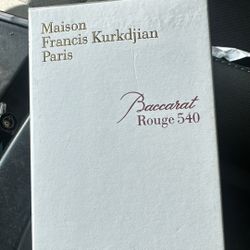 Maison
Francis Kurkdjian
Paris
Baccarat
Rouge 540